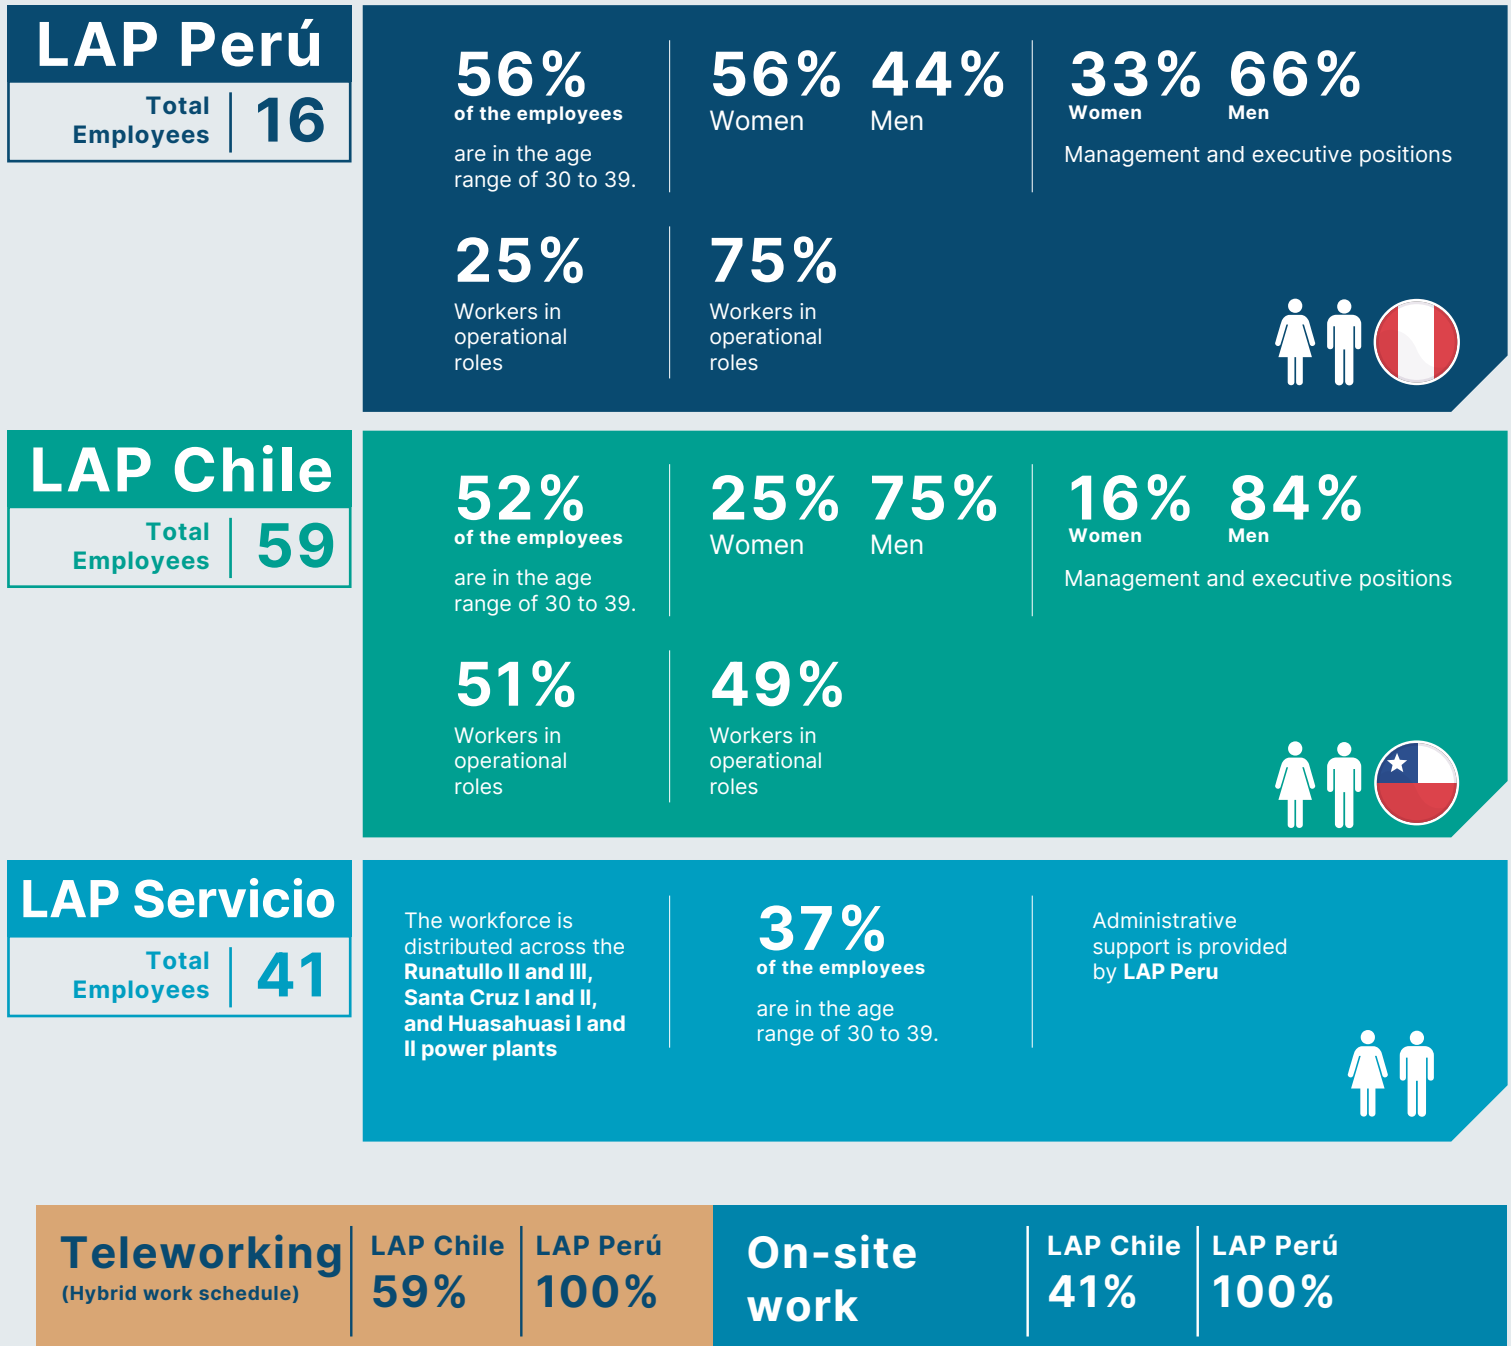 LAP Perú
Total
Employees
16
56%
of the employees
are in the age
range of 30 to 39.
56% 44%
Women Men
33% 66%
Women Men
Management and executive positions
25%
Workers in
operational
roles
75%
Workers in
operational
roles
LAP Chile
Total
Employees
59
52%
of the employees
are in the age
range of 30 to 39.
25% 75%
Women Men
16% 84%
Women Men
Management and executive positions
51%
Workers in
operational
roles
49%
Workers in
operational
roles
LAP Servicio
Total
Employees
41
The workforce is
distributed across the
Runatullo II and III,
Santa Cruz I and II,
and Huasahuasi I and
II power plants
37%
of the employees
are in the age
range of 30 to 39.
Administrative
support is provided
by LAP Peru
Teleworking
(Hybrid work schedule)
LAP Chile
59%
LAP Perú
100%
On-site
work
LAP Chile
41%
LAP Perú
100%